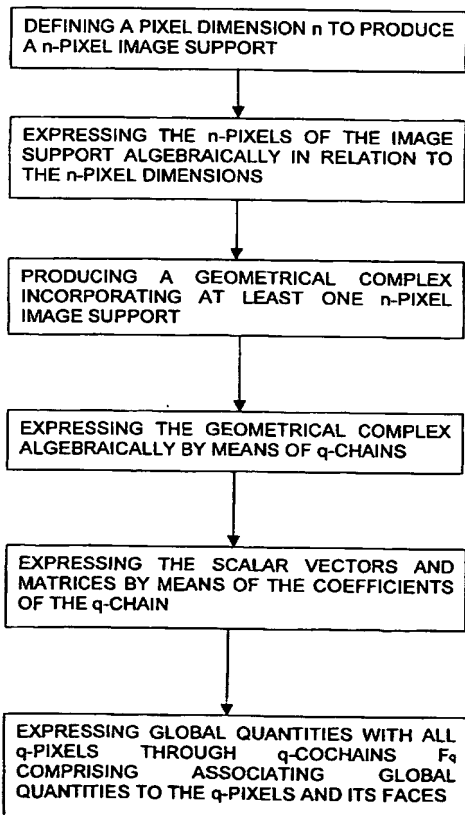 DEFINING A PIXEL DIMENSION n TO PRODUCE
A n-PIXEL IMAGE SUPPORT
EXPRESSING THE n-PIXELS OF THE IMAGE
SUPPORT ALGEBRAICALLY IN RELATION TO
THE n-PIXEL DIMENSIONS
PRODUCING A GEOMETRICAL COMPLEX
INCORPORATING AT LEAST ONE n-PIXEL
IMAGE SUPPORT
EXPRESSING THE GEOMETRICAL COMPLEX
ALGEBRAICALLY BY MEANS OF q-CHAINS
EXPRESSING THE SCALAR VECTORS AND
MATRICES BY MEANS OF THE COEFFICIENTS
OF THE q-CHAIN
EXPRESSING GLOBAL QUANTITIES WITH ALL
q-PIXELS THROUGH q-COCHAINS Fq
COMPRISING ASSOCIATING GLOBAL
QUANTITIES TO THE q-PIXELS AND ITS FACES